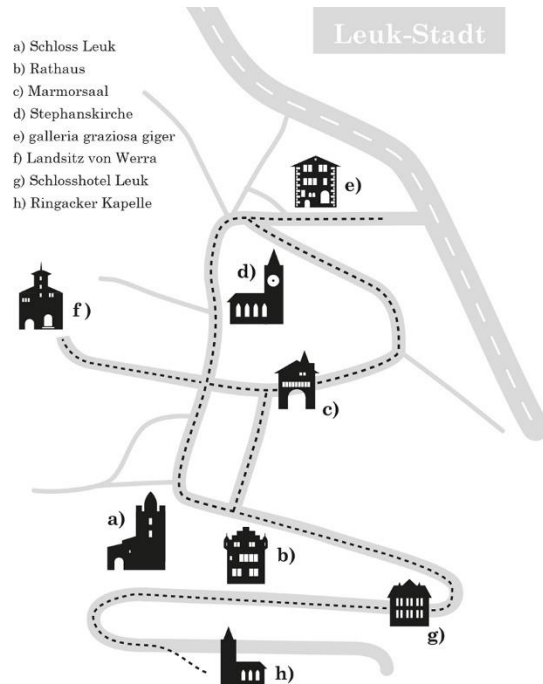 Leuk-Stadt
a) Schloss Leuk
b) Rathaus
c) Marmorsaal
d) Stephanskirche
e) galleria graziosa giger
f) Landsitz von Werra
g) Schlosshotel Leuk
h) Ringacker Kapelle
e)
d)
f)
c)
a)
b)
g)
h)